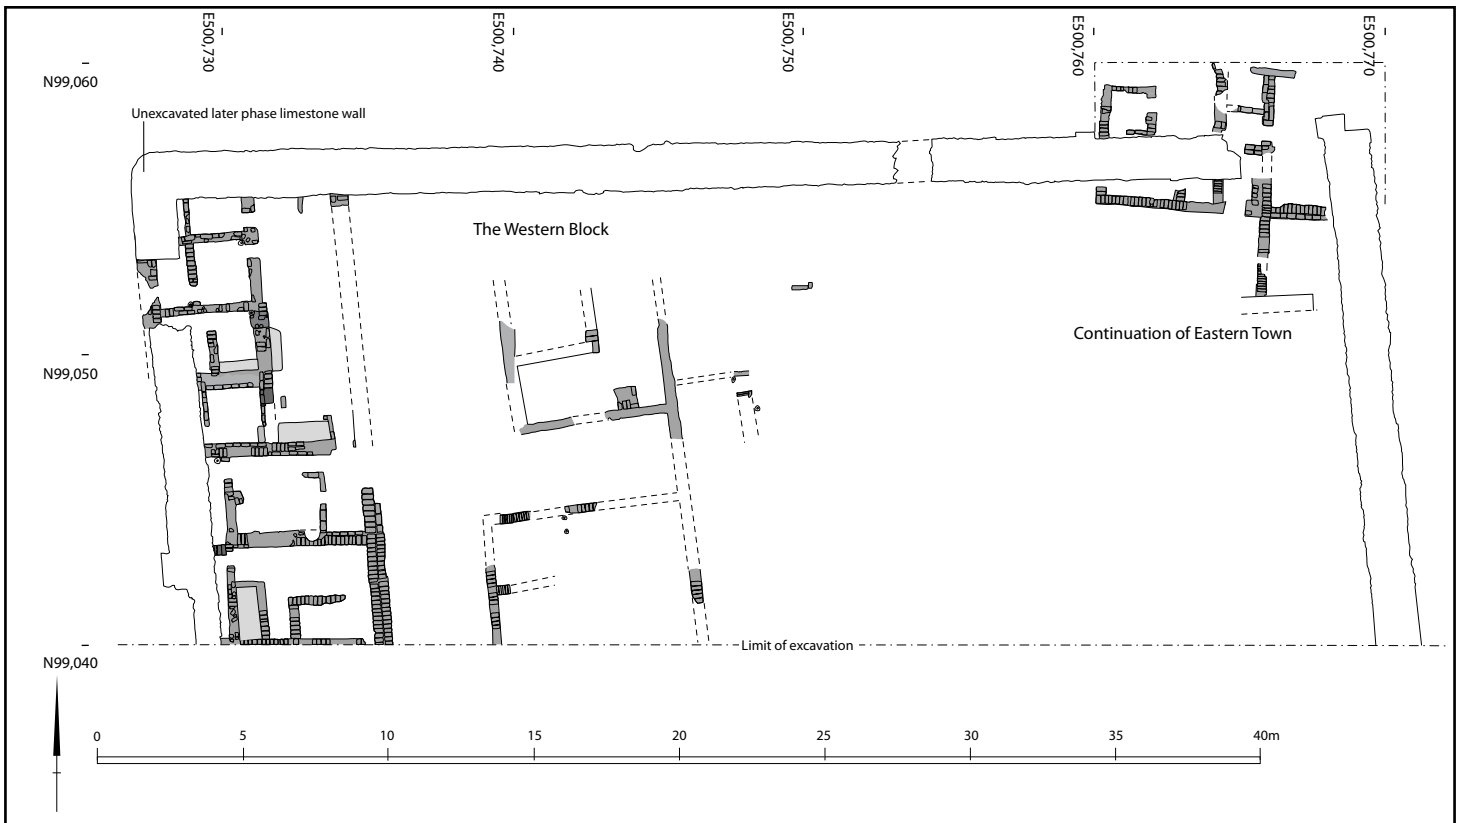 E500,730
E500,740
E500,750
E500,760
E500,770
N99,060
Unexcavated later phase limestone wall
The Western Block
Continuation of Eastern Town
N99,050
Limit of excavation
N99,040
0 5 10 15 20 25 30 35 40m